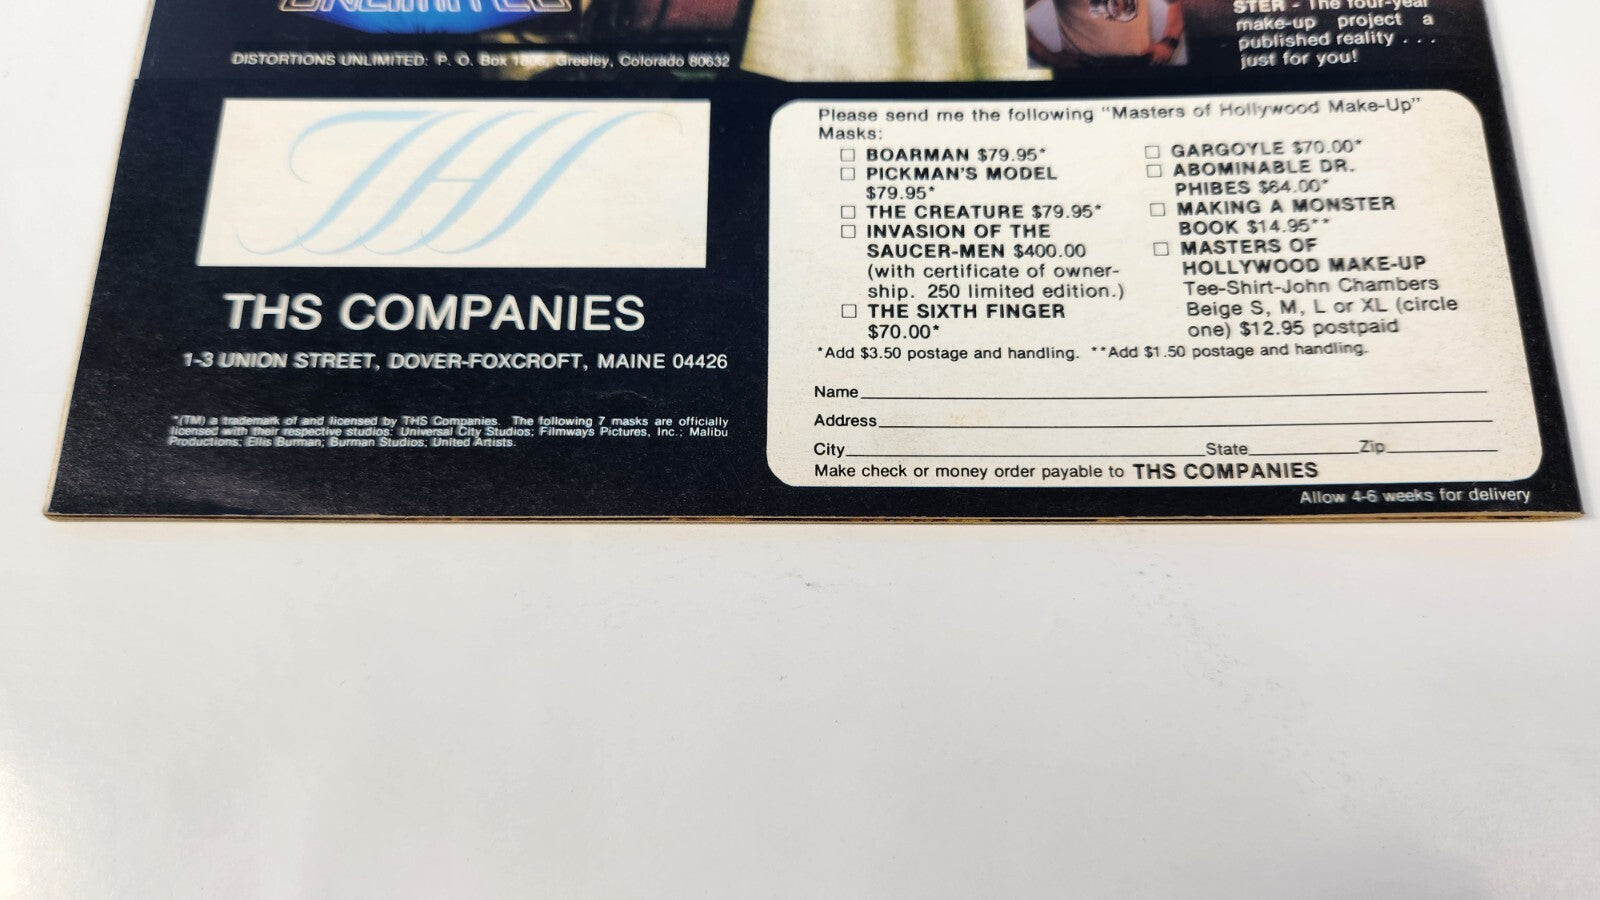 UNLIMITED
STER - The four-year
make-up project a
published reality . . .
just for you!
DISTORTIONS UNLIMITED: P. O. Box 1806, Greeley, Colorado 80632
THS
THS COMPANIES
1-3 UNION STREET, DOVER-FOXCROFT, MAINE 04426
*(TM) a trademark of and licensed by THS Companies. The following 7 masks are officially
licensed with their respective studios: Universal City Studios; Filmways Pictures, Inc.; Malibu
Productions; Ellis Burman; Burman Studios; United Artists.
Please send me the following "Masters of Hollywood Make-Up"
Masks:
☐ BOARMAN $79.95*
☐ PICKMAN'S MODEL
$79.95*
☐ THE CREATURE $79.95*
☐ INVASION OF THE
SAUCER-MEN $400.00
(with certificate of owner-
ship. 250 limited edition.)
☐ THE SIXTH FINGER
$70.00*
☐ GARGOYLE $70.00*
☐ ABOMINABLE DR.
PHIBES $64.00*
☐ MAKING A MONSTER
BOOK $14.95**
☐ MASTERS OF
HOLLYWOOD MAKE-UP
Tee-Shirt-John Chambers
Beige S, M, L or XL (circle
one) $12.95 postpaid
*Add $3.50 postage and handling. **Add $1.50 postage and handling.
Name
Address
City State Zip
Make check or money order payable to THS COMPANIES
Allow 4-6 weeks for delivery